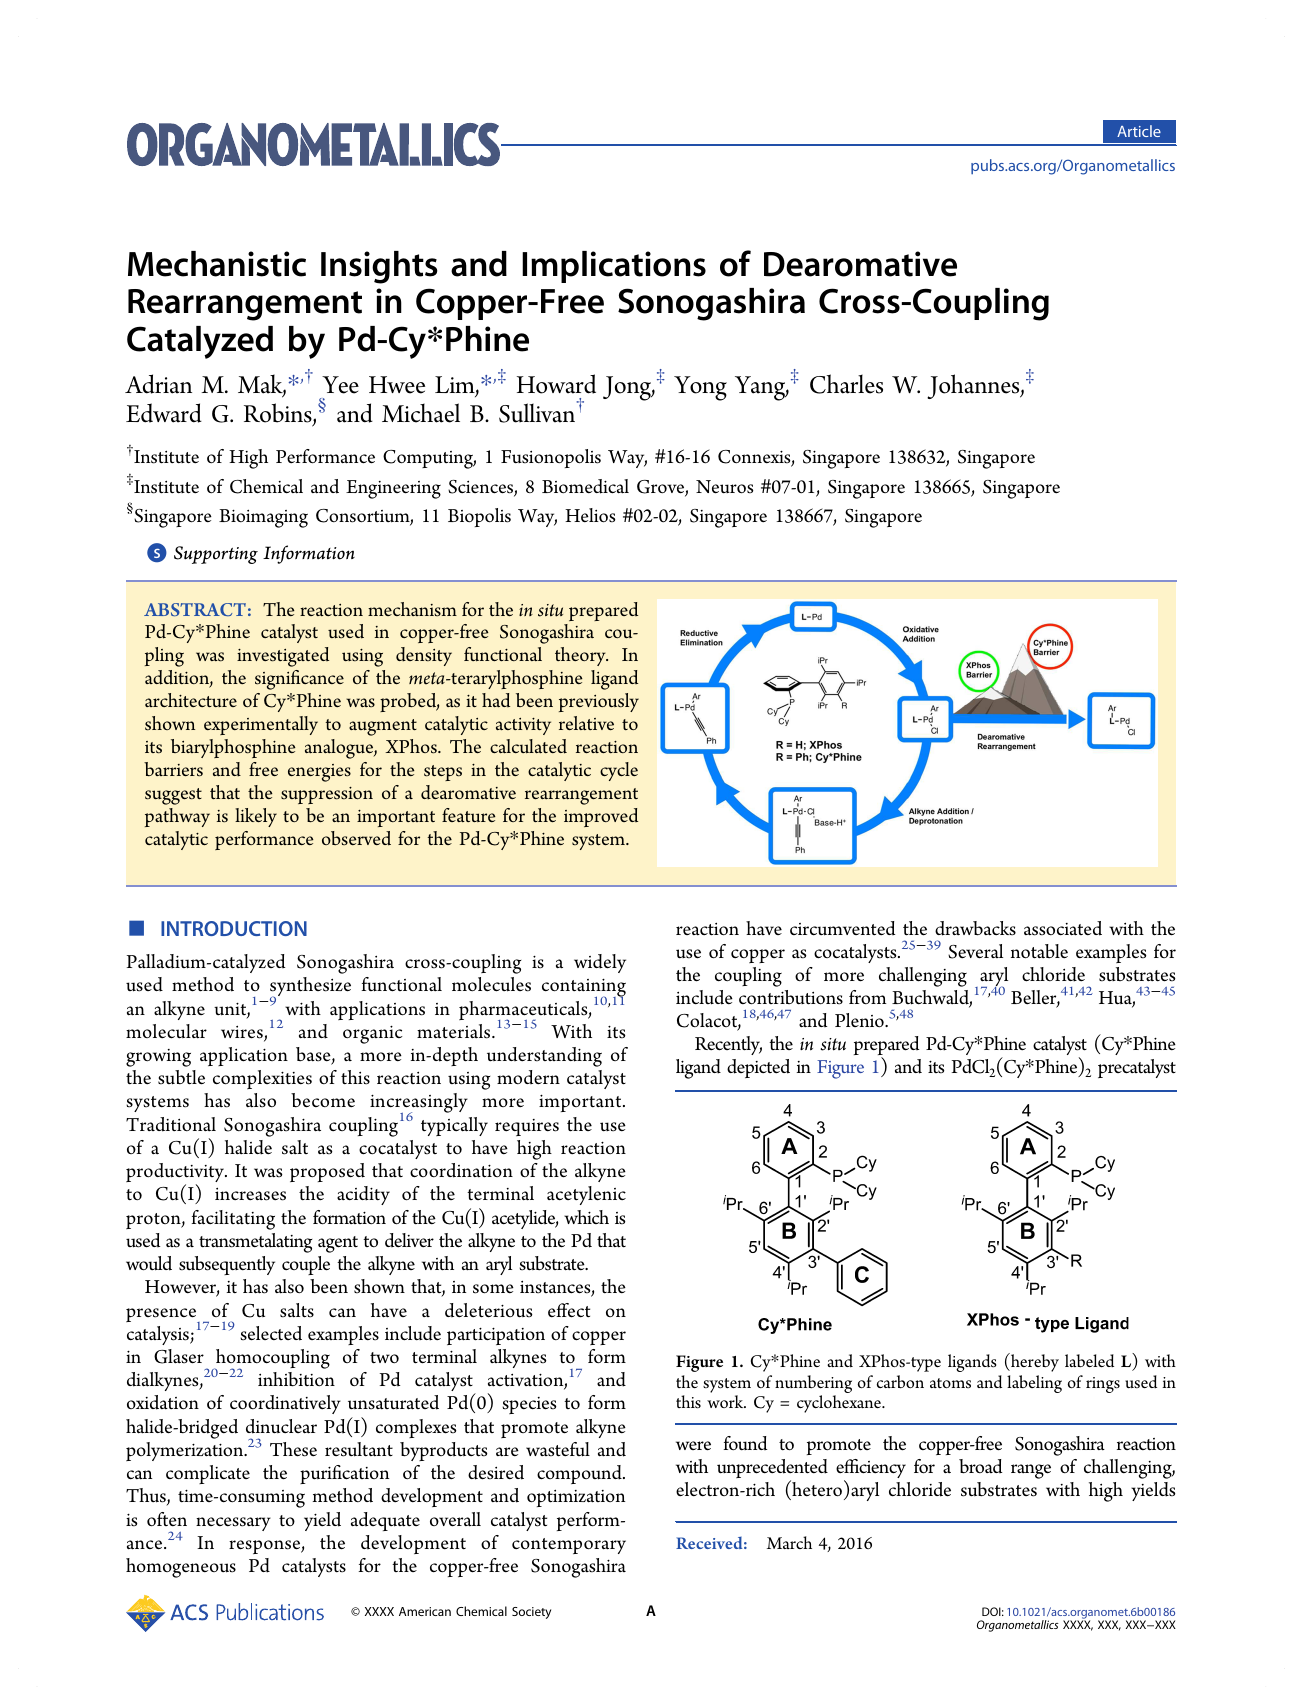 ORGANOMETALLICS
Article
pubs.acs.org/Organometallics
Mechanistic Insights and Implications of Dearomative
Rearrangement in Copper-Free Sonogashira Cross-Coupling
Catalyzed by Pd-Cy*Phine
Adrian M. Mak,*,† Yee Hwee Lim,*,‡ Howard Jong,‡ Yong Yang,‡ Charles W. Johannes,‡
Edward G. Robins,§ and Michael B. Sullivan†
†Institute of High Performance Computing, 1 Fusionopolis Way, #16-16 Connexis, Singapore 138632, Singapore
‡Institute of Chemical and Engineering Sciences, 8 Biomedical Grove, Neuros #07-01, Singapore 138665, Singapore
§Singapore Bioimaging Consortium, 11 Biopolis Way, Helios #02-02, Singapore 138667, Singapore
S Supporting Information
ABSTRACT: The reaction mechanism for the in situ prepared
Pd-Cy*Phine catalyst used in copper-free Sonogashira cou-
pling was investigated using density functional theory. In
addition, the significance of the meta-terarylphosphine ligand
architecture of Cy*Phine was probed, as it had been previously
shown experimentally to augment catalytic activity relative to
its biarylphosphine analogue, XPhos. The calculated reaction
barriers and free energies for the steps in the catalytic cycle
suggest that the suppression of a dearomative rearrangement
pathway is likely to be an important feature for the improved
catalytic performance observed for the Pd-Cy*Phine system.
L–Pd
Reductive
Elimination
Oxidative
Addition
Cy*Phine
Barrier
XPhos
Barrier
iPr
iPr
iPr
R
P
Cy
Cy
R = H; XPhos
R = Ph; Cy*Phine
Ar
L–Pd
Ph
Ar
L–Pd
Cl
Ar
L–Pd
Cl
Dearomative
Rearrangement
Ar
L–Pd-Cl
Base-H+
Ph
Alkyne Addition /
Deprotonation
INTRODUCTION
Palladium-catalyzed Sonogashira cross-coupling is a widely
used method to synthesize functional molecules containing
an alkyne unit,1−9 with applications in pharmaceuticals,10,11
molecular wires,12 and organic materials.13−15 With its
growing application base, a more in-depth understanding of
the subtle complexities of this reaction using modern catalyst
systems has also become increasingly more important.
Traditional Sonogashira coupling16 typically requires the use
of a Cu(I) halide salt as a cocatalyst to have high reaction
productivity. It was proposed that coordination of the alkyne
to Cu(I) increases the acidity of the terminal acetylenic
proton, facilitating the formation of the Cu(I) acetylide, which is
used as a transmetalating agent to deliver the alkyne to the Pd that
would subsequently couple the alkyne with an aryl substrate.
However, it has also been shown that, in some instances, the
presence of Cu salts can have a deleterious effect on
catalysis;17−19 selected examples include participation of copper
in Glaser homocoupling of two terminal alkynes to form
dialkynes,20−22 inhibition of Pd catalyst activation,17 and
oxidation of coordinatively unsaturated Pd(0) species to form
halide-bridged dinuclear Pd(I) complexes that promote alkyne
polymerization.23 These resultant byproducts are wasteful and
can complicate the purification of the desired compound.
Thus, time-consuming method development and optimization
is often necessary to yield adequate overall catalyst perform-
ance.24 In response, the development of contemporary
homogeneous Pd catalysts for the copper-free Sonogashira
reaction have circumvented the drawbacks associated with the
use of copper as cocatalysts.25−39 Several notable examples for
the coupling of more challenging aryl chloride substrates
include contributions from Buchwald,17,40 Beller,41,42 Hua,43−45
Colacot,18,46,47 and Plenio.5,48
Recently, the in situ prepared Pd-Cy*Phine catalyst (Cy*Phine
ligand depicted in Figure 1) and its PdCl2(Cy*Phine)2 precatalyst
4
5 3
A
6 2
P Cy
Cy
1
iPr 6' 1' iPr
B 2'
5'
4' 3'
iPr C
Cy*Phine
4
5 3
A
6 2
P Cy
Cy
1
iPr 6' 1' iPr
B 2'
5'
4' 3' R
iPr
XPhos - type Ligand
Figure 1. Cy*Phine and XPhos-type ligands (hereby labeled L) with
the system of numbering of carbon atoms and labeling of rings used in
this work. Cy = cyclohexane.
were found to promote the copper-free Sonogashira reaction
with unprecedented efficiency for a broad range of challenging,
electron-rich (hetero)aryl chloride substrates with high yields
Received: March 4, 2016
ACS Publications
© XXXX American Chemical Society
A
DOI: 10.1021/acs.organomet.6b00186
Organometallics XXXX, XXX, XXX−XXX